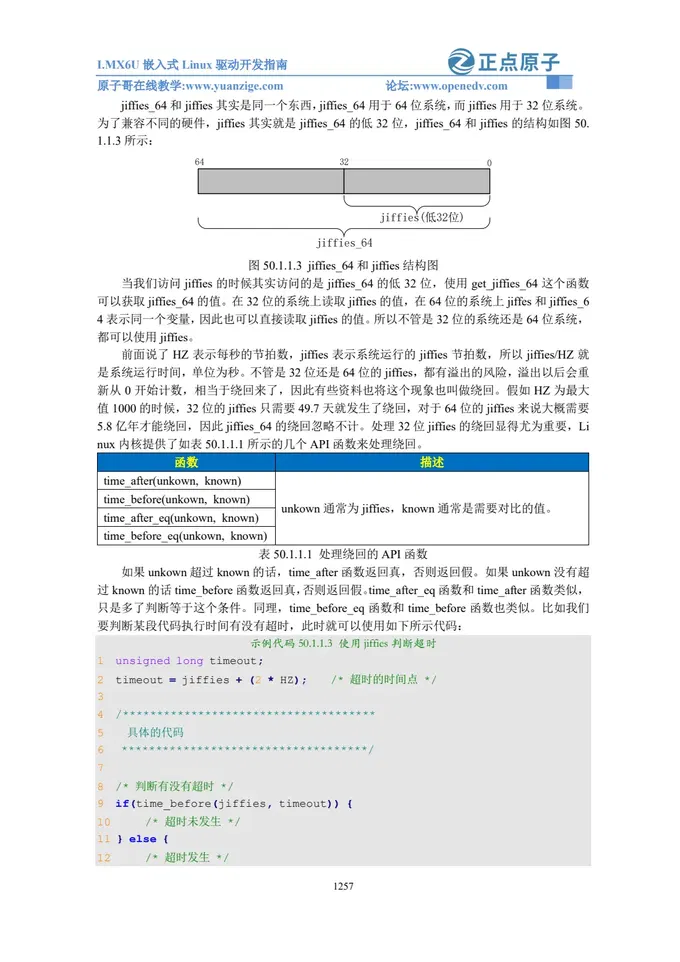 I.MX6U 嵌入式 Linux 驱动开发指南
正点原子
原子哥在线教学:www.yuanzige.com 论坛:www.openedv.com
jiffies_64 和 jiffies 其实是同一个东西，jiffies_64 用于 64 位系统，而 jiffies 用于 32 位系统。
为了兼容不同的硬件，jiffies 其实就是 jiffies_64 的低 32 位，jiffies_64 和 jiffies 的结构如图 50.
1.1.3 所示：
64 32 0
jiffies(低32位)
jiffies_64
图 50.1.1.3 jiffies_64 和 jiffies 结构图
当我们访问 jiffies 的时候其实访问的是 jiffies_64 的低 32 位，使用 get_jiffies_64 这个函数
可以获取 jiffies_64 的值。在 32 位的系统上读取 jiffies 的值，在 64 位的系统上 jiffes 和 jiffies_6
4 表示同一个变量，因此也可以直接读取 jiffies 的值。所以不管是 32 位的系统还是 64 位系统，
都可以使用 jiffies。
前面说了 HZ 表示每秒的节拍数，jiffies 表示系统运行的 jiffies 节拍数，所以 jiffies/HZ 就
是系统运行时间，单位为秒。不管是 32 位还是 64 位的 jiffies，都有溢出的风险，溢出以后会重
新从 0 开始计数，相当于绕回来了，因此有些资料也将这个现象也叫做绕回。假如 HZ 为最大
值 1000 的时候，32 位的 jiffies 只需要 49.7 天就发生了绕回，对于 64 位的 jiffies 来说大概需要
5.8 亿年才能绕回，因此 jiffies_64 的绕回忽略不计。处理 32 位 jiffies 的绕回显得尤为重要，Li
nux 内核提供了如表 50.1.1.1 所示的几个 API 函数来处理绕回。
函数 描述
time_after(unkown, known)
time_before(unkown, known)
time_after_eq(unkown, known)
time_before_eq(unkown, known)
unkown 通常为 jiffies，known 通常是需要对比的值。
表 50.1.1.1 处理绕回的 API 函数
如果 unkown 超过 known 的话，time_after 函数返回真，否则返回假。如果 unkown 没有超
过 known 的话 time_before 函数返回真，否则返回假。time_after_eq 函数和 time_after 函数类似，
只是多了判断等于这个条件。同理，time_before_eq 函数和 time_before 函数也类似。比如我们
要判断某段代码执行时间有没有超时，此时就可以使用如下所示代码：
示例代码 50.1.1.3 使用 jiffies 判断超时
1 unsigned long timeout;
2 timeout = jiffies + (2 * HZ); /* 超时的时间点 */
3
4 /*************************************
5 具体的代码
6 ************************************/
7
8 /* 判断有没有超时 */
9 if(time_before(jiffies, timeout)) {
10 /* 超时未发生 */
11 } else {
12 /* 超时发生 */
1257